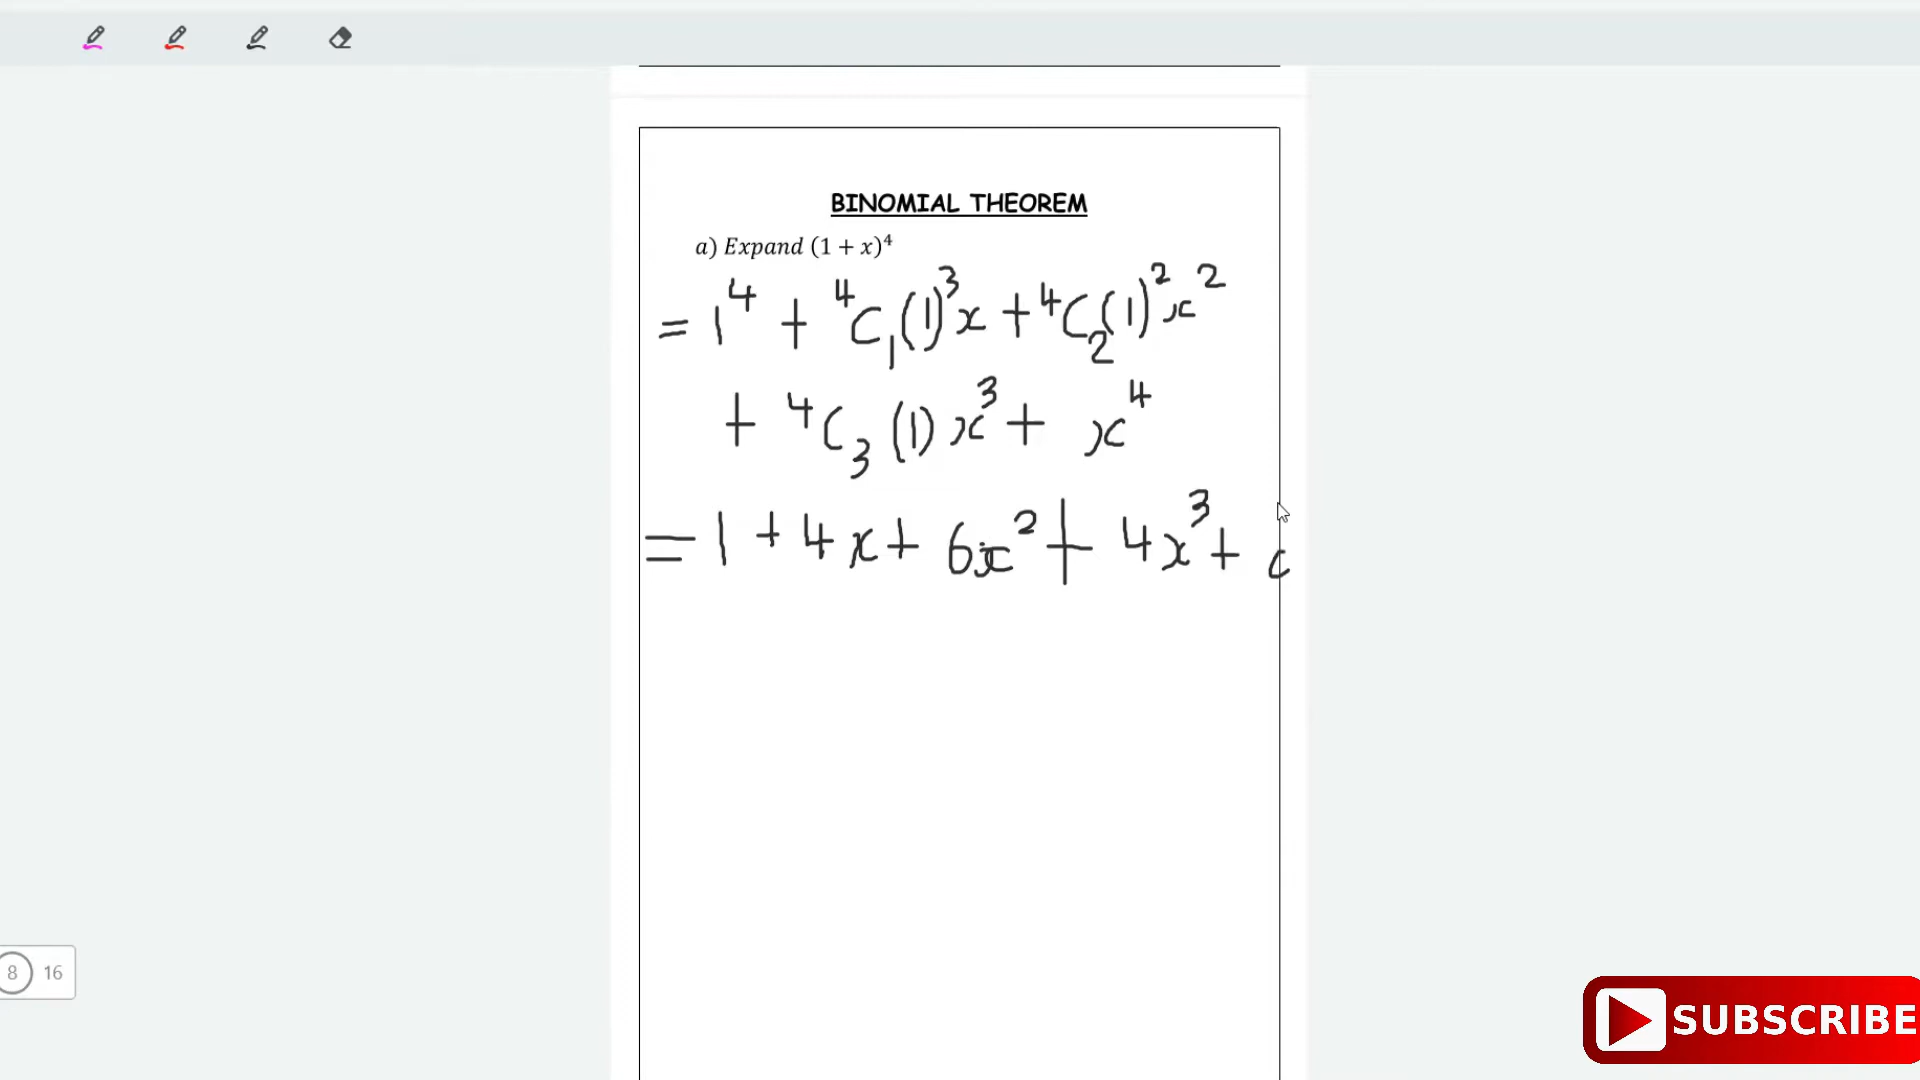 BINOMIAL THEOREM
a) Expand (1 + x)⁴
= 1⁴ + ⁴C₁(1)³x + ⁴C₂(1)²x²
+ ⁴C₃(1)x³ + x⁴
= 1 + 4x + 6x² + 4x³ +
8 16
SUBSCRIBE